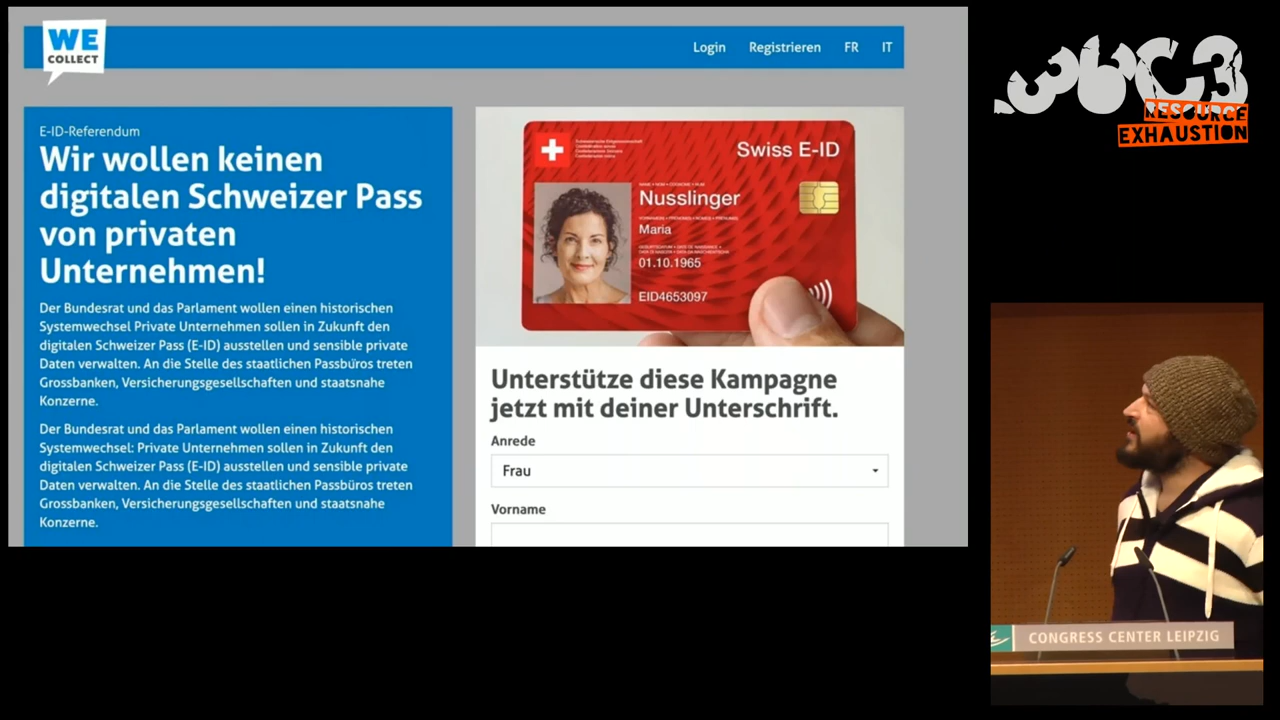 WE
COLLECT
Login Registrieren FR IT
E-ID-Referendum
Wir wollen keinen
digitalen Schweizer Pass
von privaten
Unternehmen!
Der Bundesrat und das Parlament wollen einen historischen
Systemwechsel Private Unternehmen sollen in Zukunft den
digitalen Schweizer Pass (E-ID) ausstellen und sensible private
Daten verwalten. An die Stelle des staatlichen Passbüros treten
Grossbanken, Versicherungsgesellschaften und staatsnahe
Konzerne.
Der Bundesrat und das Parlament wollen einen historischen
Systemwechsel: Private Unternehmen sollen in Zukunft den
digitalen Schweizer Pass (E-ID) ausstellen und sensible private
Daten verwalten. An die Stelle des staatlichen Passbüros treten
Grossbanken, Versicherungsgesellschaften und staatsnahe
Konzerne.
Swiss E-ID
Nusslinger
Maria
01.10.1965
EID4653097
Unterstütze diese Kampagne
jetzt mit deiner Unterschrift.
Anrede
Frau
Vorname
36C3
RESOURCE
EXHAUSTION
CONGRESS CENTER LEIPZIG